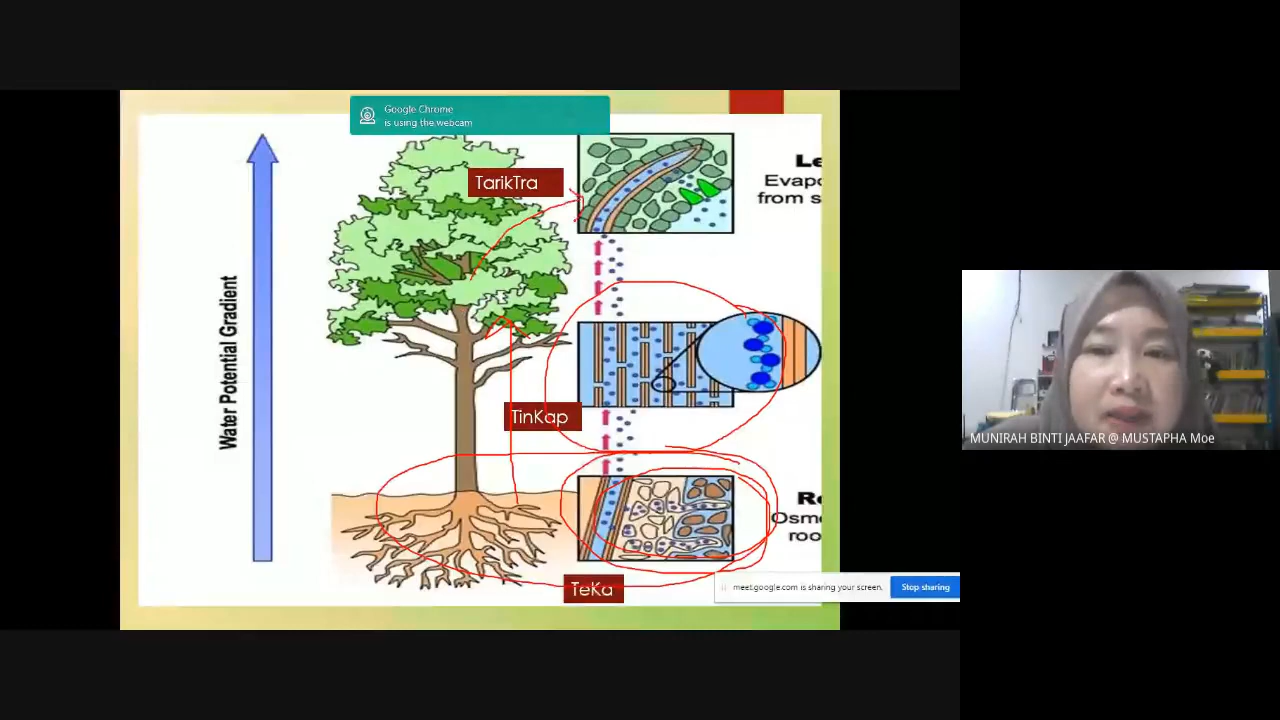 Google Chrome
is using the webcam
TarikTra
Le
Evapo
from s
Water Potential Gradient
TinKap
Ro
Osmo
roo
TeKa
meet.google.com is sharing your screen.
Stop sharing
MUNIRAH BINTI JAAFAR @ MUSTAPHA Moe